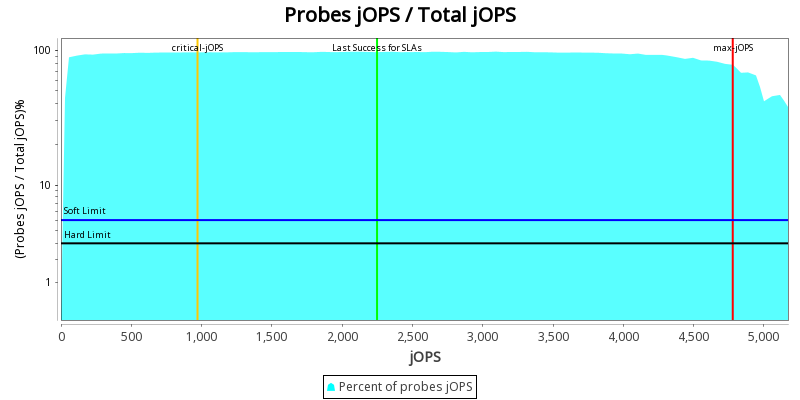 Probes jOPS / Total jOPS
(Probes jOPS / Total jOPS)%
100
10
1
critical-jOPS
Last Success for SLAs
max-jOPS
Soft Limit
Hard Limit
0 500 1,000 1,500 2,000 2,500 3,000 3,500 4,000 4,500 5,000
jOPS
Percent of probes jOPS